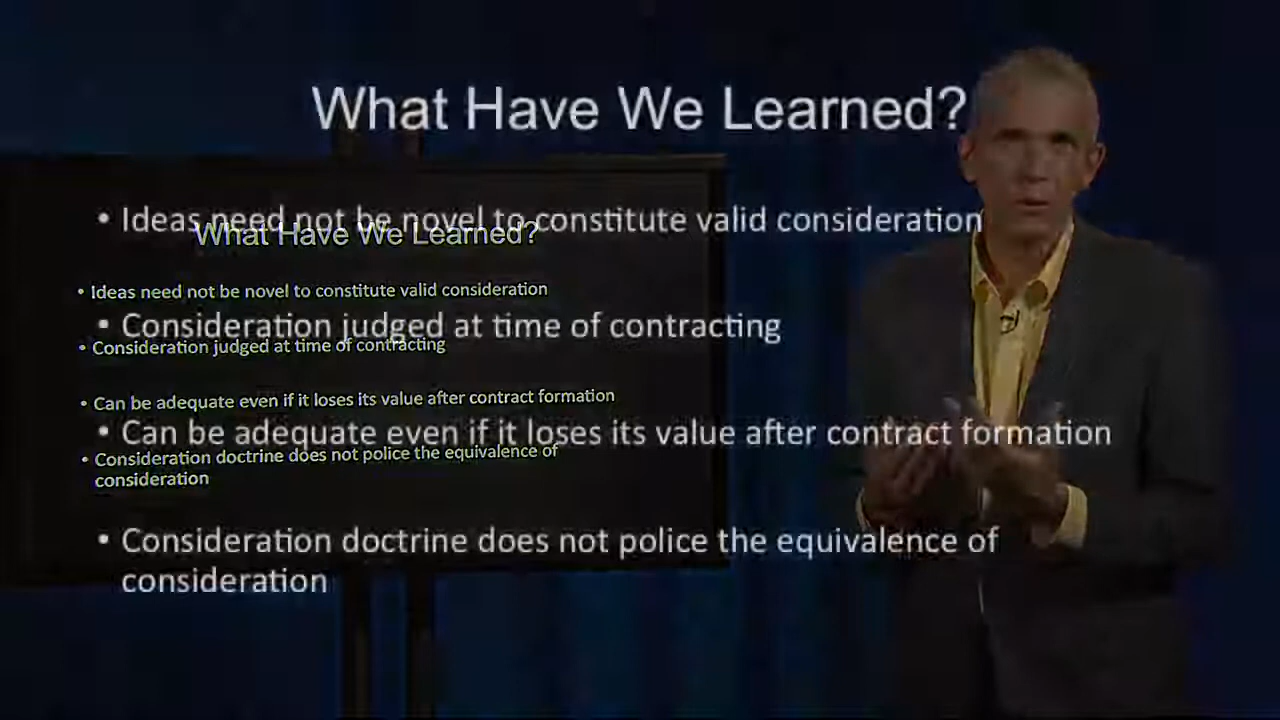 What Have We Learned?
• Ideas need not be novel to constitute valid consideration
• Consideration judged at time of contracting
• Can be adequate even if it loses its value after contract formation
• Consideration doctrine does not police the equivalence of
consideration
What Have We Learned?
• Ideas need not be novel to constitute valid consideration
• Consideration judged at time of contracting
• Can be adequate even if it loses its value after contract formation
• Consideration doctrine does not police the equivalence of
consideration